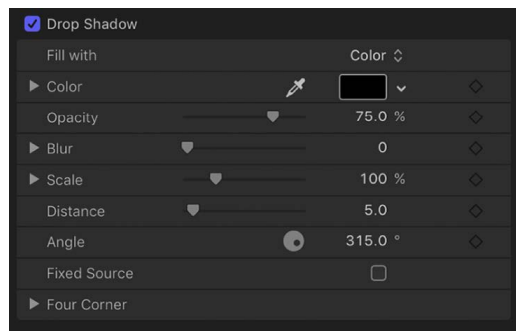 Drop Shadow
Fill with Color
Color
Opacity 75.0 %
Blur 0
Scale 100 %
Distance 5.0
Angle 315.0 °
Fixed Source
Four Corner